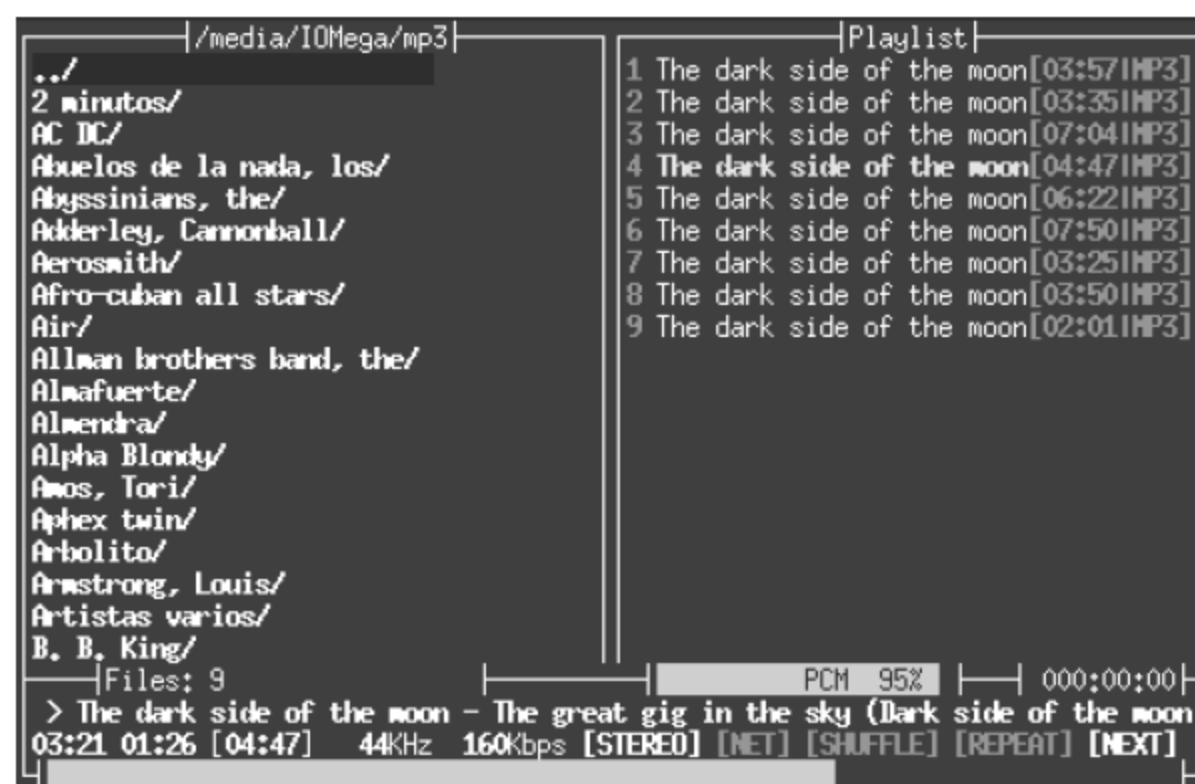 /media/IOMega/mp3
../
2 minutos/
AC DC/
Abuelos de la nada, los/
Abyssinians, the/
Adderley, Cannonball/
Aerosmith/
Afro-cuban all stars/
Air/
Allman brothers band, the/
Almafuerte/
Almendra/
Alpha Blondy/
Amos, Tori/
Aphex twin/
Arbolito/
Armstrong, Louis/
Artistas varios/
B. B. King/
Playlist
1 The dark side of the moon[03:57|MP3]
2 The dark side of the moon[03:35|MP3]
3 The dark side of the moon[07:04|MP3]
4 The dark side of the moon[04:47|MP3]
5 The dark side of the moon[06:22|MP3]
6 The dark side of the moon[07:50|MP3]
7 The dark side of the moon[03:25|MP3]
8 The dark side of the moon[03:50|MP3]
9 The dark side of the moon[02:01|MP3]
Files: 9 PCM 95% 000:00:00
> The dark side of the moon - The great gig in the sky (Dark side of the moon
03:21 01:26 [04:47] 44KHz 160Kbps [STEREO] [NET] [SHUFFLE] [REPEAT] [NEXT]